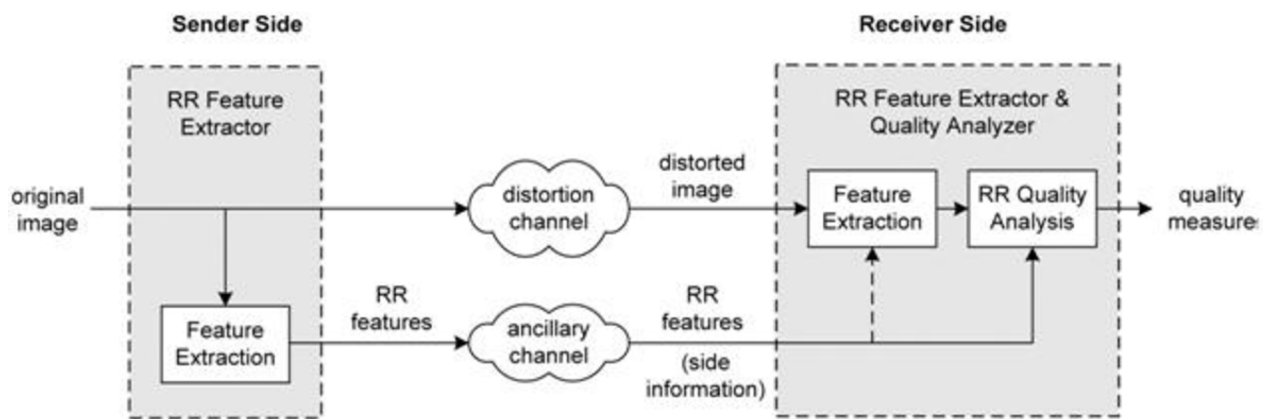 Sender Side
Receiver Side
RR Feature
Extractor
RR Feature Extractor &
Quality Analyzer
original
image
distortion
channel
distorted
image
Feature
Extraction
RR Quality
Analysis
quality
measures
Feature
Extraction
RR
features
ancillary
channel
RR
features
(side
information)